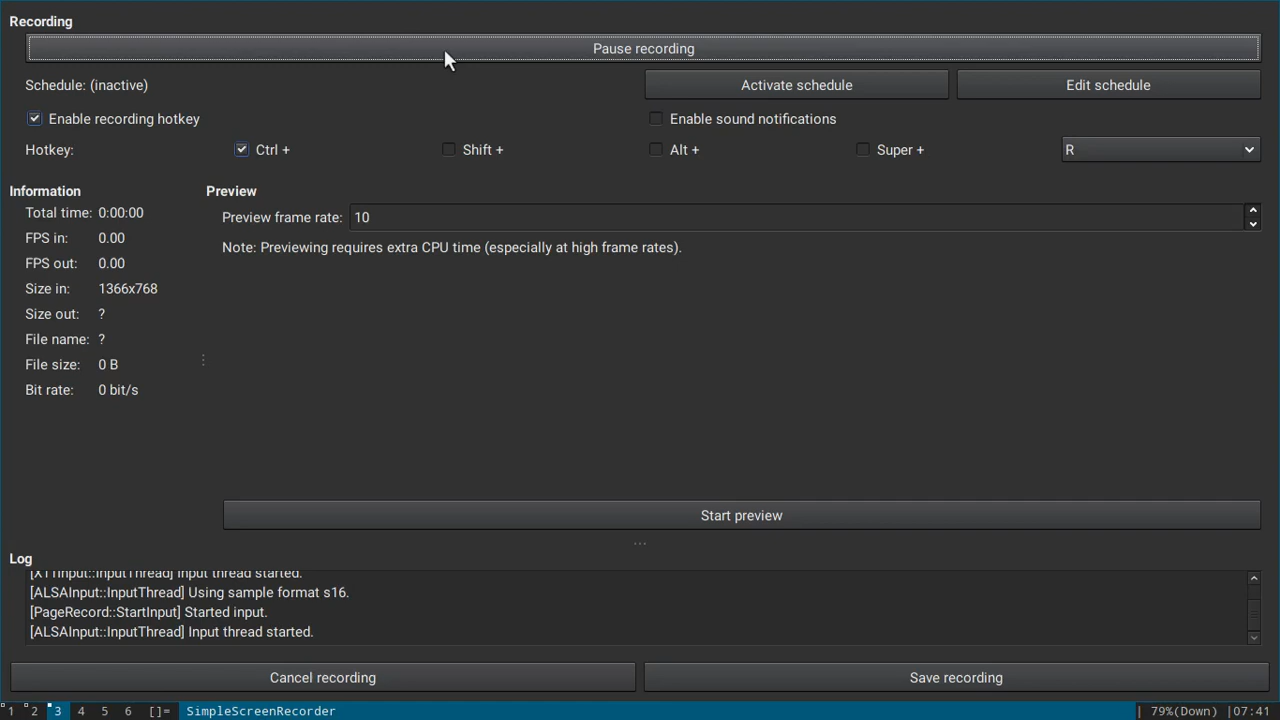 Recording
Pause recording
Schedule: (inactive) Activate schedule Edit schedule
Enable recording hotkey Enable sound notifications
Hotkey: Ctrl + Shift + Alt + Super + R
Information Preview
Total time: 0:00:00 Preview frame rate: 10
FPS in: 0.00 Note: Previewing requires extra CPU time (especially at high frame rates).
FPS out: 0.00
Size in: 1366x768
Size out: ?
File name: ?
File size: 0 B
Bit rate: 0 bit/s
Start preview
Log
[X11Input::InputThread] Input thread started.
[ALSAInput::InputThread] Using sample format s16.
[PageRecord::StartInput] Started input.
[ALSAInput::InputThread] Input thread started.
Cancel recording Save recording
1 2 3 4 5 6 []= SimpleScreenRecorder | 79%(Down) |07:41